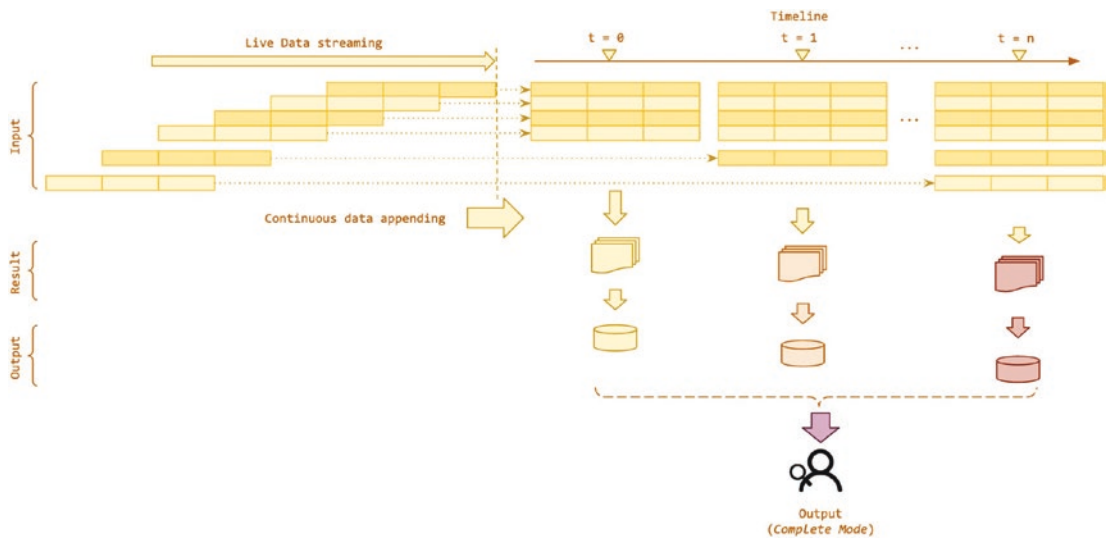 Timeline
Live Data streaming
t = 0
t = 1
...
t = n
Input
...
Continuous data appending
Result
Output
Output
(Complete Mode)